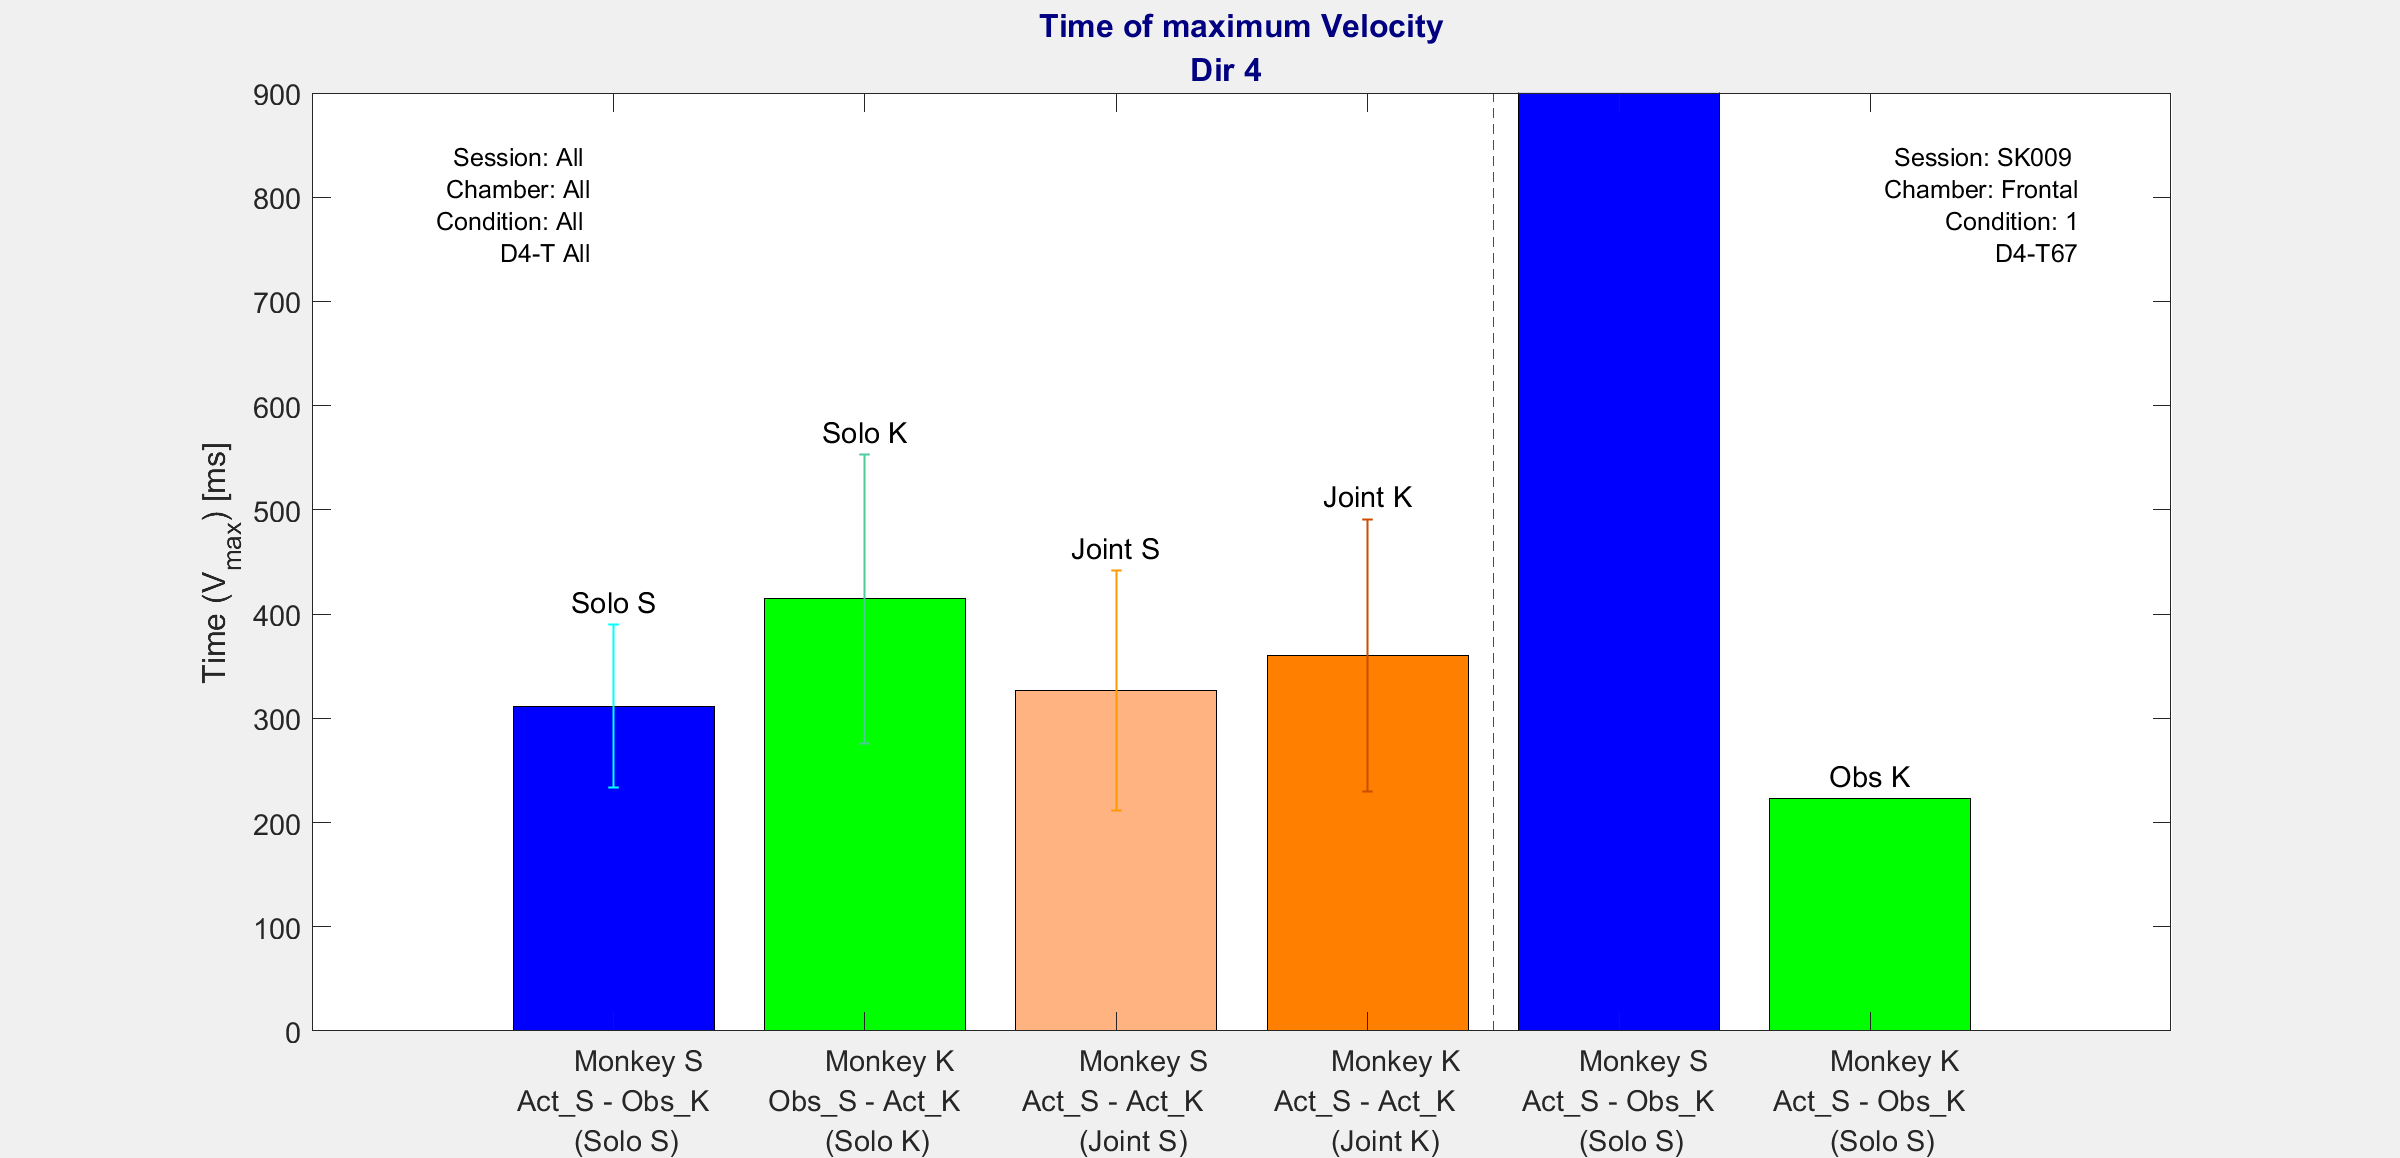 Time of maximum Velocity
Dir 4
Time (V_max) [ms]
900
800
700
600
500
400
300
200
100
0
Session: All
Chamber: All
Condition: All
D4-T All
Session: SK009
Chamber: Frontal
Condition: 1
D4-T67
Solo S
Solo K
Joint S
Joint K
Obs K
Monkey S
Act_S - Obs_K
(Solo S)
Monkey K
Obs_S - Act_K
(Solo K)
Monkey S
Act_S - Act_K
(Joint S)
Monkey K
Act_S - Act_K
(Joint K)
Monkey S
Act_S - Obs_K
(Solo S)
Monkey K
Act_S - Obs_K
(Solo S)